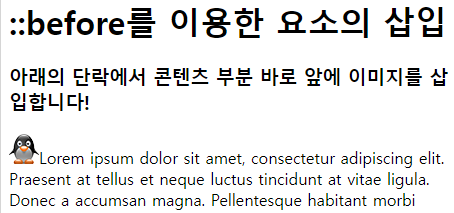 ::before를 이용한 요소의 삽입
아래의 단락에서 콘텐츠 부분 바로 앞에 이미지를 삽
입합니다!
Lorem ipsum dolor sit amet, consectetur adipiscing elit.
Praesent at tellus et neque luctus tincidunt at vitae ligula.
Donec a accumsan magna. Pellentesque habitant morbi